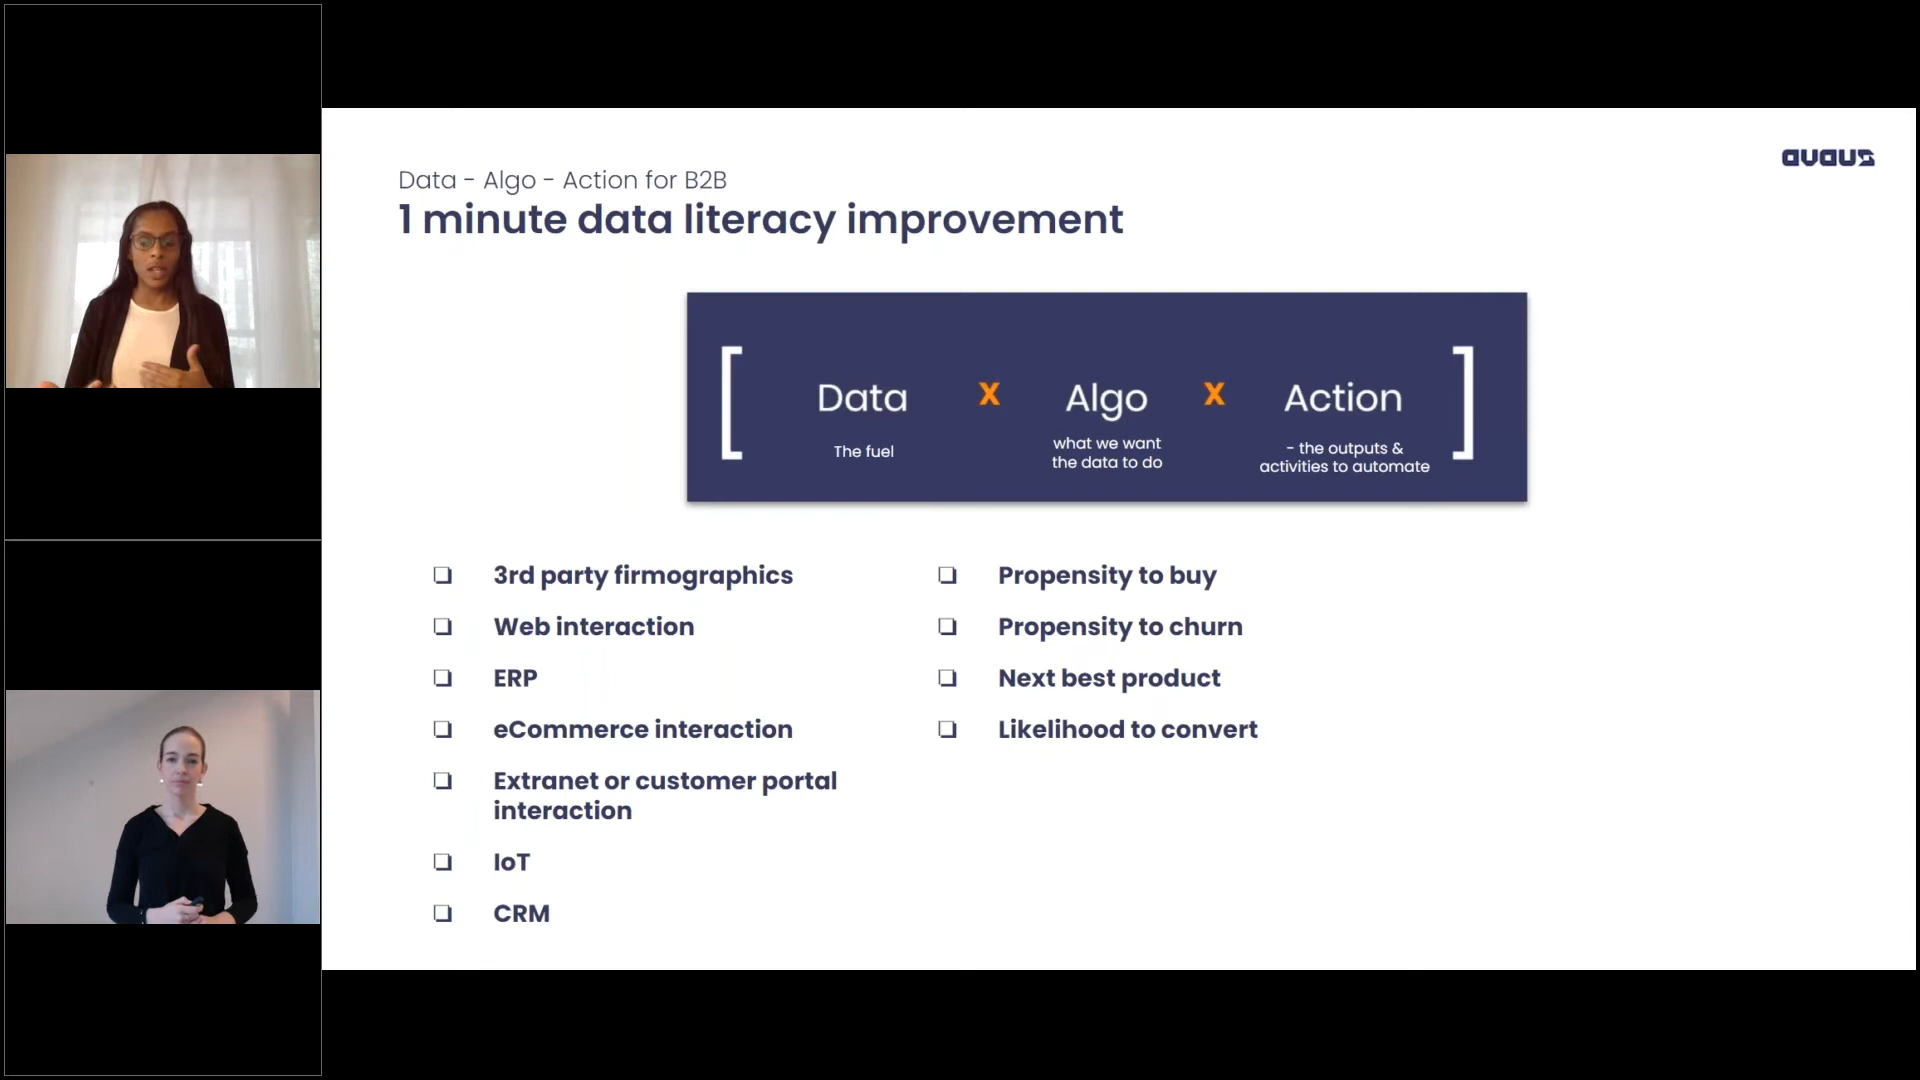 avaus
Data - Algo - Action for B2B
1 minute data literacy improvement
[ Data x Algo x Action ]
The fuel
what we want
the data to do
- the outputs &
activities to automate
❏ 3rd party firmographics
❏ Web interaction
❏ ERP
❏ eCommerce interaction
❏ Extranet or customer portal
interaction
❏ IoT
❏ CRM
❏ Propensity to buy
❏ Propensity to churn
❏ Next best product
❏ Likelihood to convert